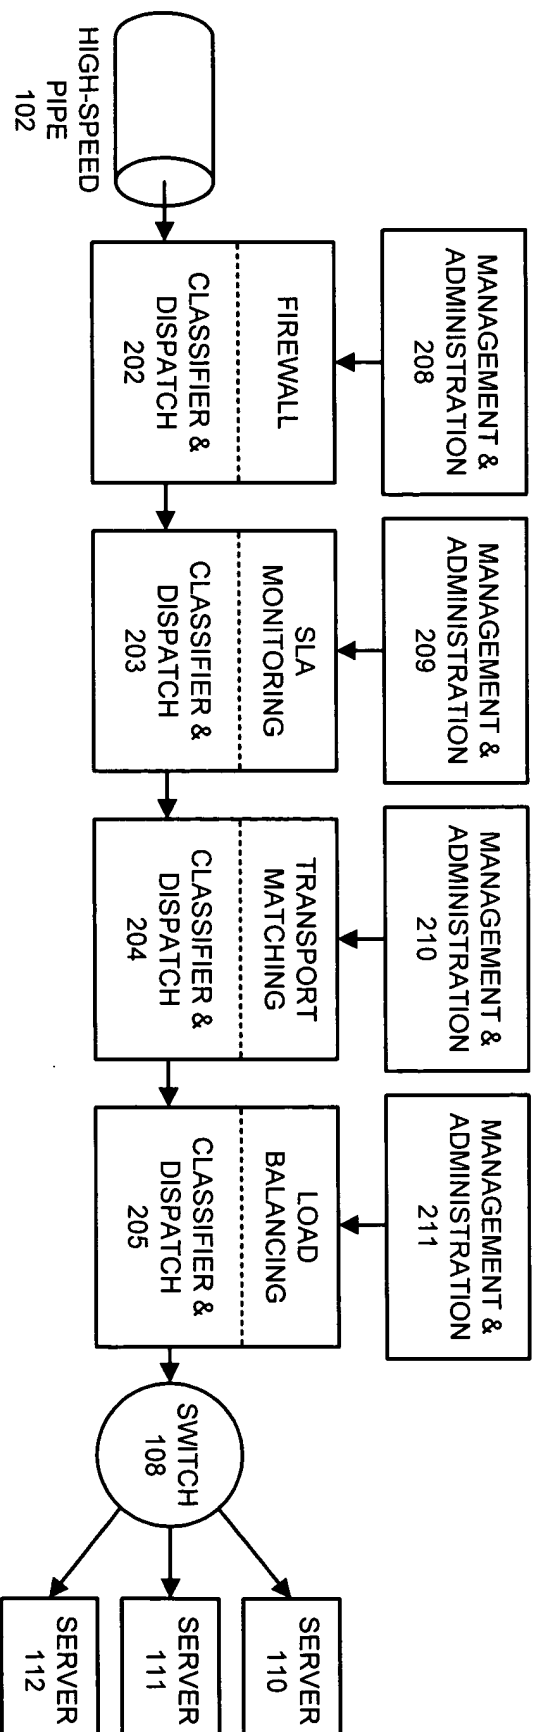 MANAGEMENT &
ADMINISTRATION
208
MANAGEMENT &
ADMINISTRATION
209
MANAGEMENT &
ADMINISTRATION
210
MANAGEMENT &
ADMINISTRATION
211
HIGH-SPEED
PIPE
102
FIREWALL
CLASSIFIER &
DISPATCH
202
SLA
MONITORING
CLASSIFIER &
DISPATCH
203
TRANSPORT
MATCHING
CLASSIFIER &
DISPATCH
204
LOAD
BALANCING
CLASSIFIER &
DISPATCH
205
SWITCH
108
SERVER
110
SERVER
111
SERVER
112